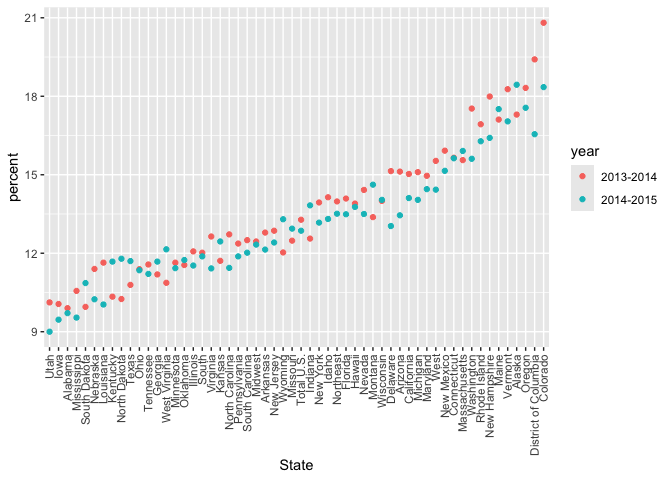 21
18
15
12
9
percent
Utah
Iowa
Alabama
Mississippi
South Dakota
Nebraska
Louisiana
Kentucky
North Dakota
Texas
Ohio
Tennessee
Georgia
West Virginia
Minnesota
Oklahoma
Illinois
South
Virginia
Kansas
North Carolina
Pennsylvania
South Carolina
Midwest
Arkansas
New Jersey
Wyoming
Missouri
Total U.S.
Indiana
New York
Idaho
Northeast
Florida
Hawaii
Nevada
Montana
Wisconsin
Delaware
Arizona
California
Michigan
Maryland
West
New Mexico
Connecticut
Massachusetts
Washington
Rhode Island
New Hampshire
Maine
Vermont
Alaska
Oregon
District of Columbia
Colorado
State
year
2013-2014
2014-2015